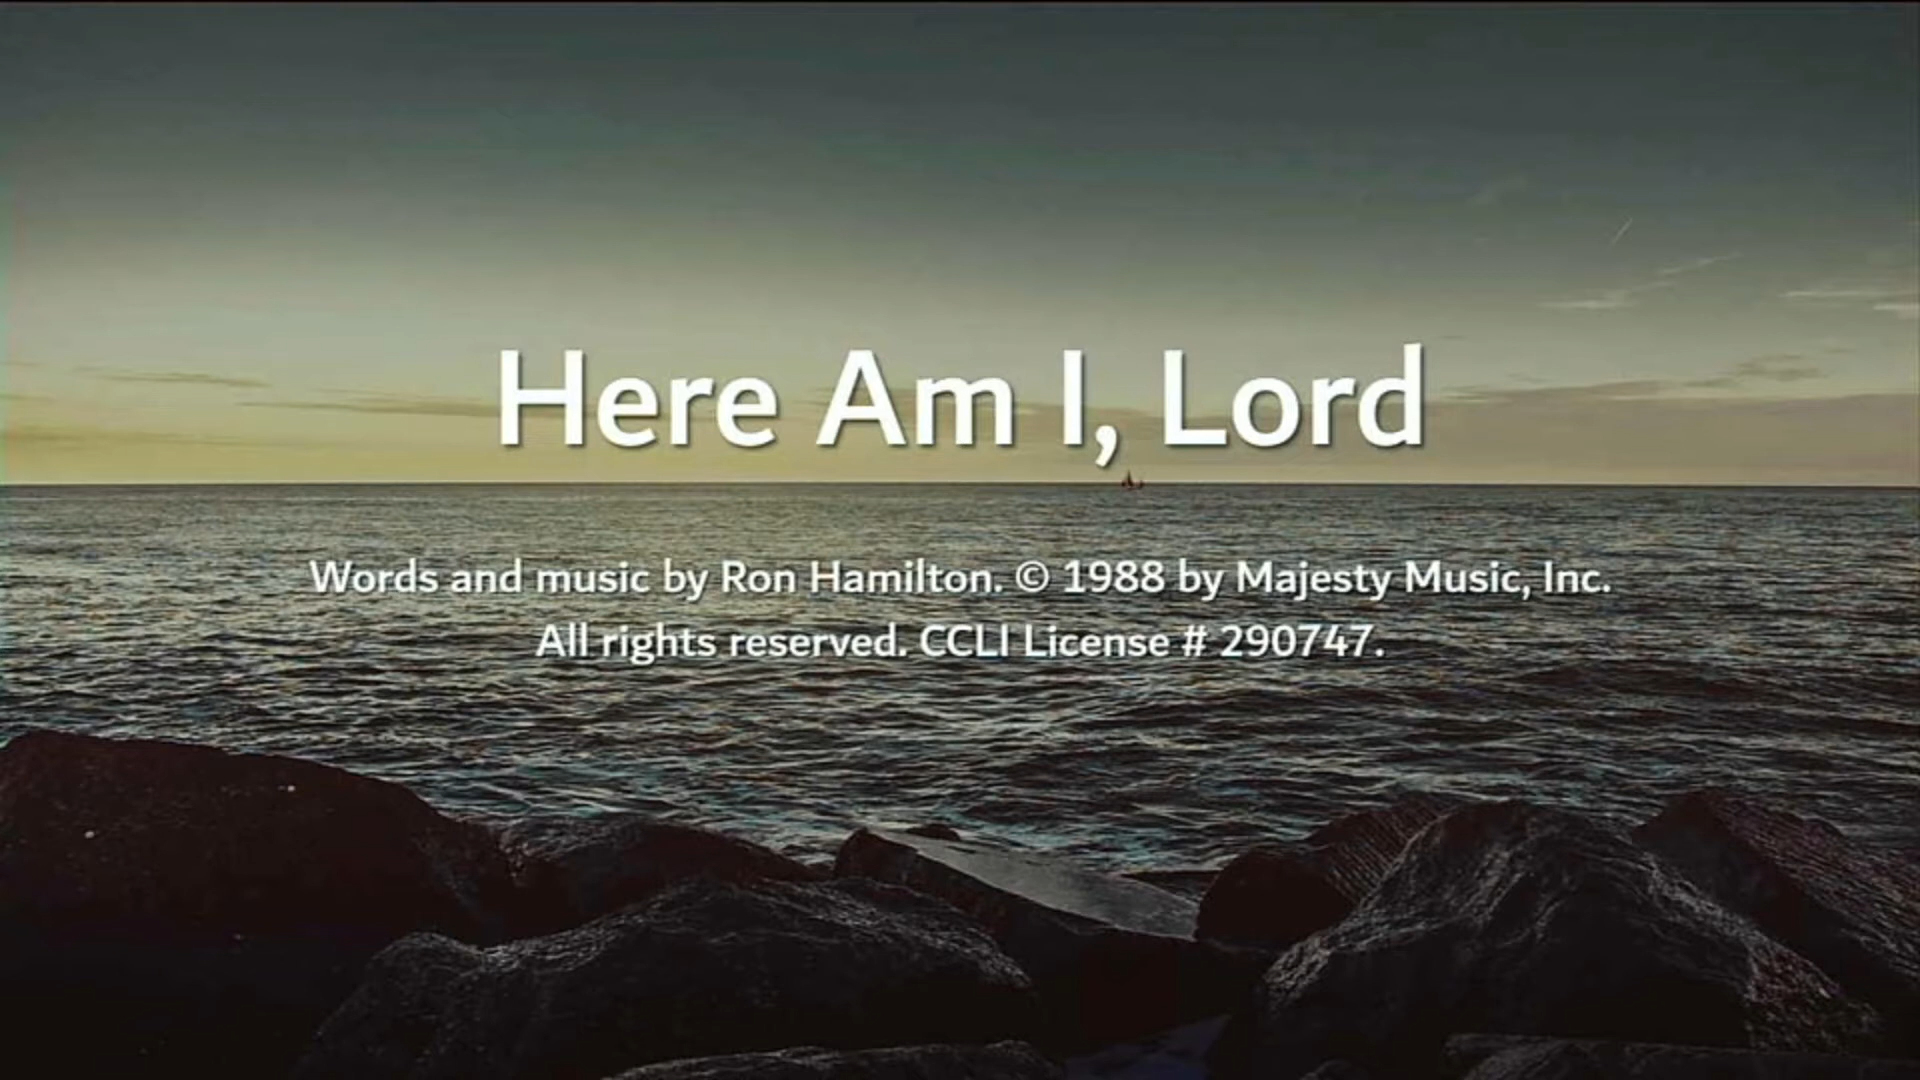 Here Am I, Lord
Words and music by Ron Hamilton. © 1988 by Majesty Music, Inc.
All rights reserved. CCLI License # 290747.